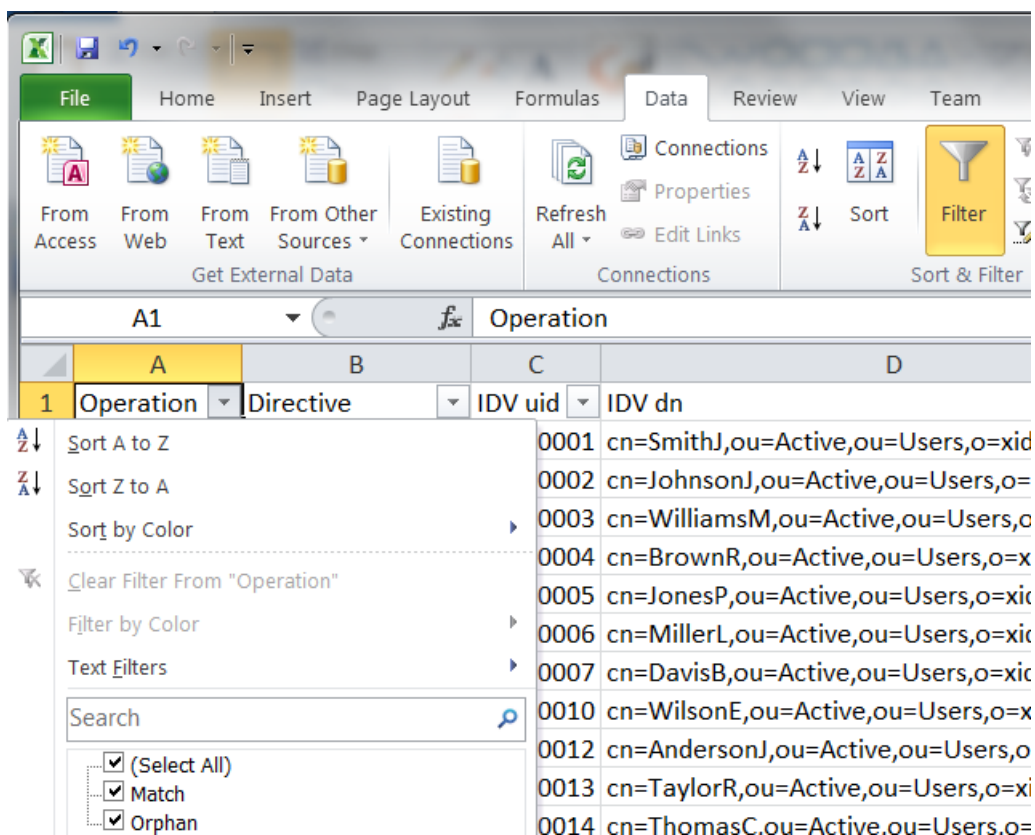 File Home Insert Page Layout Formulas Data Review View Team
From Access
From Web
From Text
From Other Sources
Existing Connections
Refresh All
Connections
Properties
Edit Links
Sort
Filter
Get External Data
Connections
Sort & Filter
A1 fx Operation
A B C D
1 Operation Directive IDV uid IDV dn
Sort A to Z
Sort Z to A
Sort by Color
Clear Filter From "Operation"
Filter by Color
Text Filters
Search
(Select All)
Match
Orphan
0001 cn=SmithJ,ou=Active,ou=Users,o=xid
0002 cn=JohnsonJ,ou=Active,ou=Users,o=
0003 cn=WilliamsM,ou=Active,ou=Users,o
0004 cn=BrownR,ou=Active,ou=Users,o=x
0005 cn=JonesP,ou=Active,ou=Users,o=xid
0006 cn=MillerL,ou=Active,ou=Users,o=xid
0007 cn=DavisB,ou=Active,ou=Users,o=xid
0010 cn=WilsonE,ou=Active,ou=Users,o=x
0012 cn=AndersonJ,ou=Active,ou=Users,o
0013 cn=TaylorR,ou=Active,ou=Users,o=xi
0014 cn=ThomasC,ou=Active,ou=Users,o=